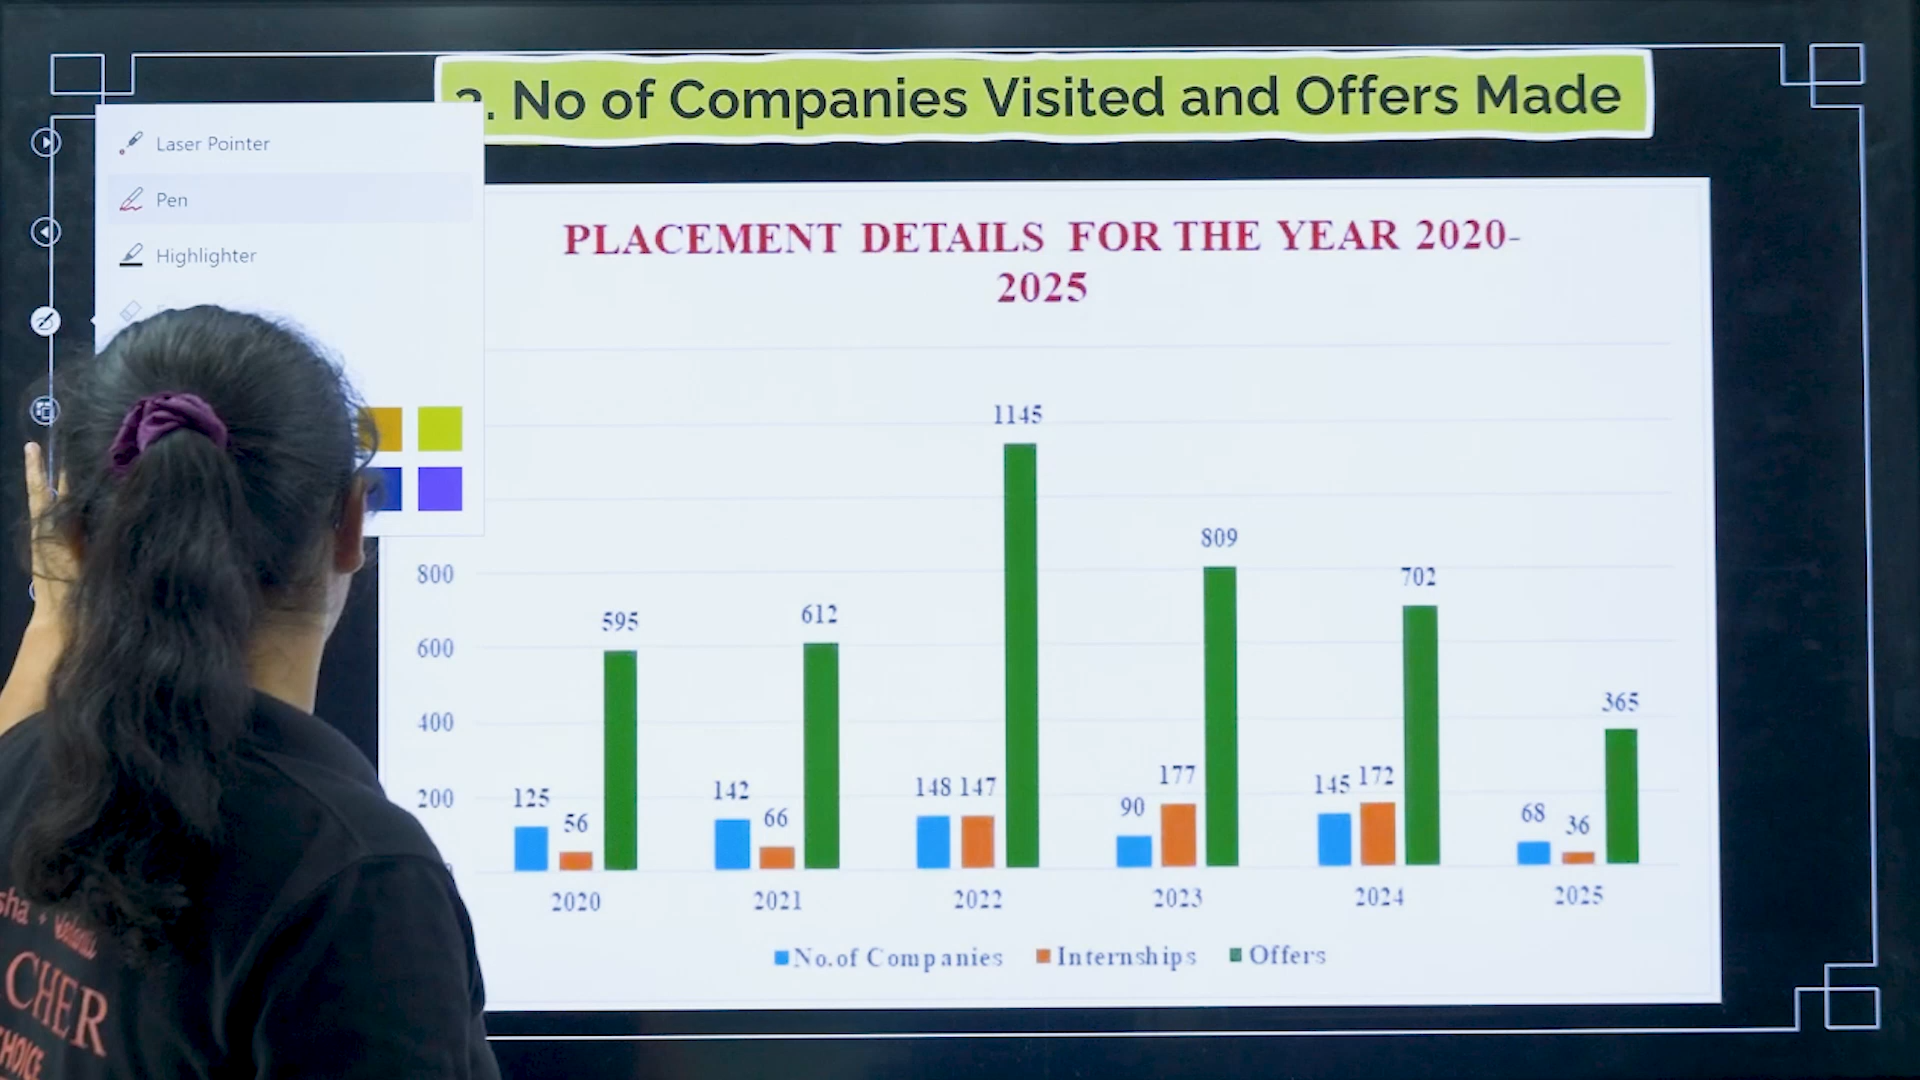 . No of Companies Visited and Offers Made
Laser Pointer
Pen
Highlighter
PLACEMENT DETAILS FOR THE YEAR 2020-
2025
1145
809
800
702
595
612
600
365
400
125
56
142
66
148
147
90
177
145
172
68
36
200
2020
2021
2022
2023
2024
2025
No.of Companies
Internships
Offers
sha +
CHER
HOICE